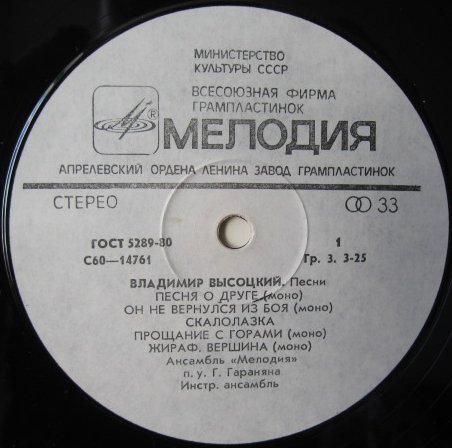 МИНИСТЕРСТВО
КУЛЬТУРЫ СССР
ВСЕСОЮЗНАЯ ФИРМА
ГРАМПЛАСТИНОК
®
МЕЛОДИЯ
АПРЕЛЕВСКИЙ ОРДЕНА ЛЕНИНА ЗАВОД ГРАМПЛАСТИНОК
СТЕРЕО 33
ГОСТ 5289-80 1
С60—14761 Гр. 3. 3-25
ВЛАДИМИР ВЫСОЦКИЙ. Песни
ПЕСНЯ О ДРУГЕ (моно)
ОН НЕ ВЕРНУЛСЯ ИЗ БОЯ (моно)
СКАЛОЛАЗКА
ПРОЩАНИЕ С ГОРАМИ (моно)
ЖИРАФ, ВЕРШИНА (моно)
Ансамбль «Мелодия»
п. у. Г. Гараняна
Инстр. ансамбль